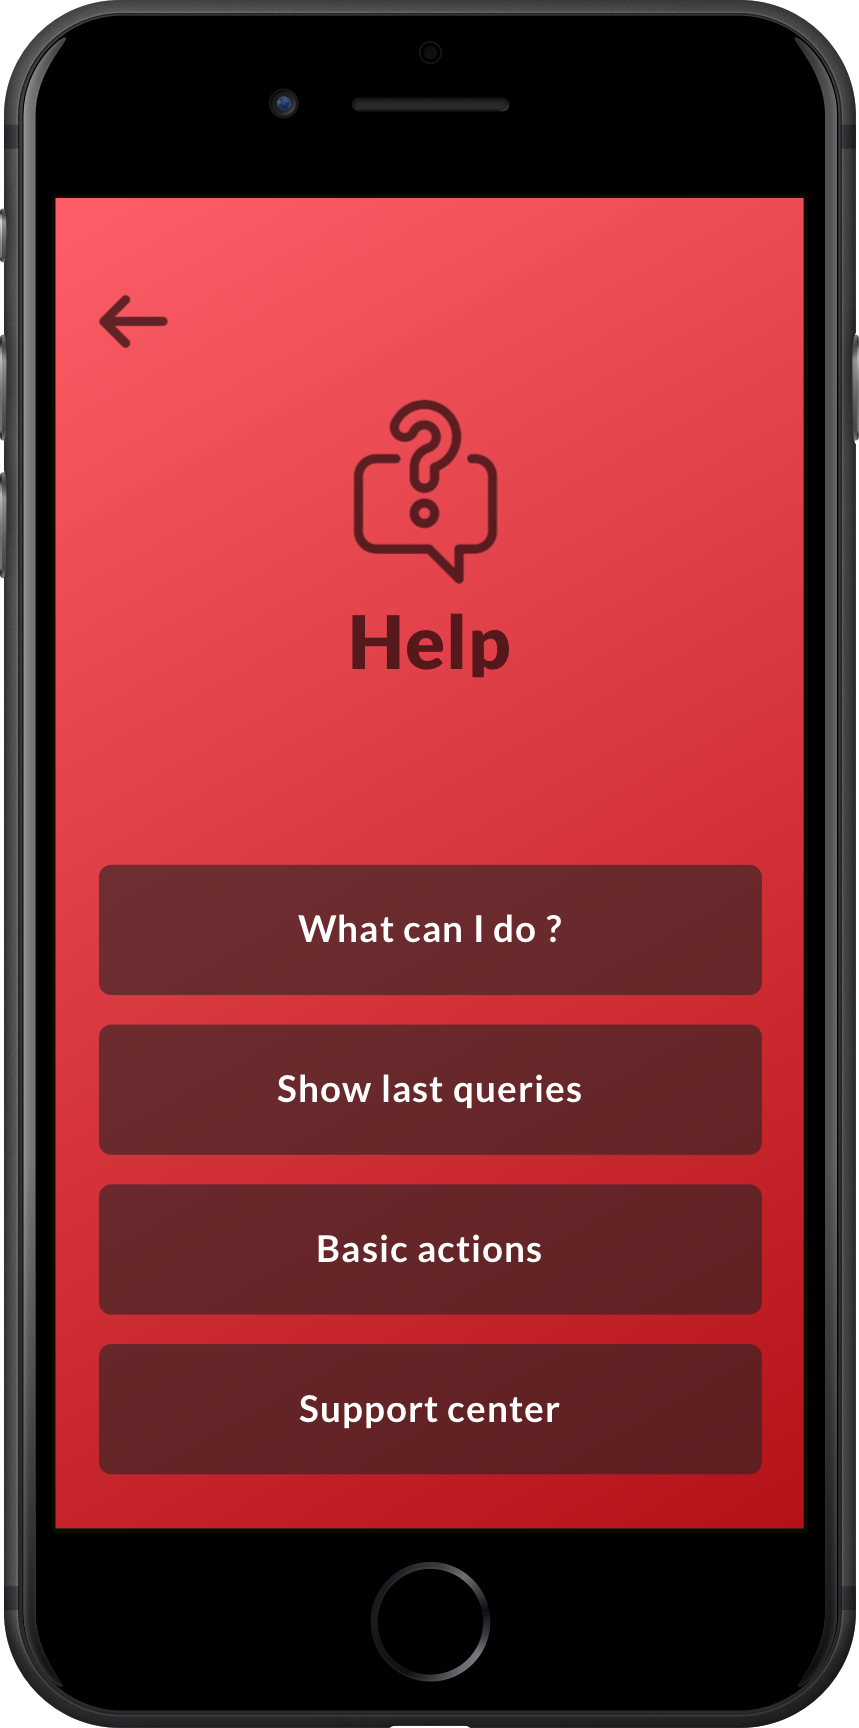 Help
What can I do ?
Show last queries
Basic actions
Support center